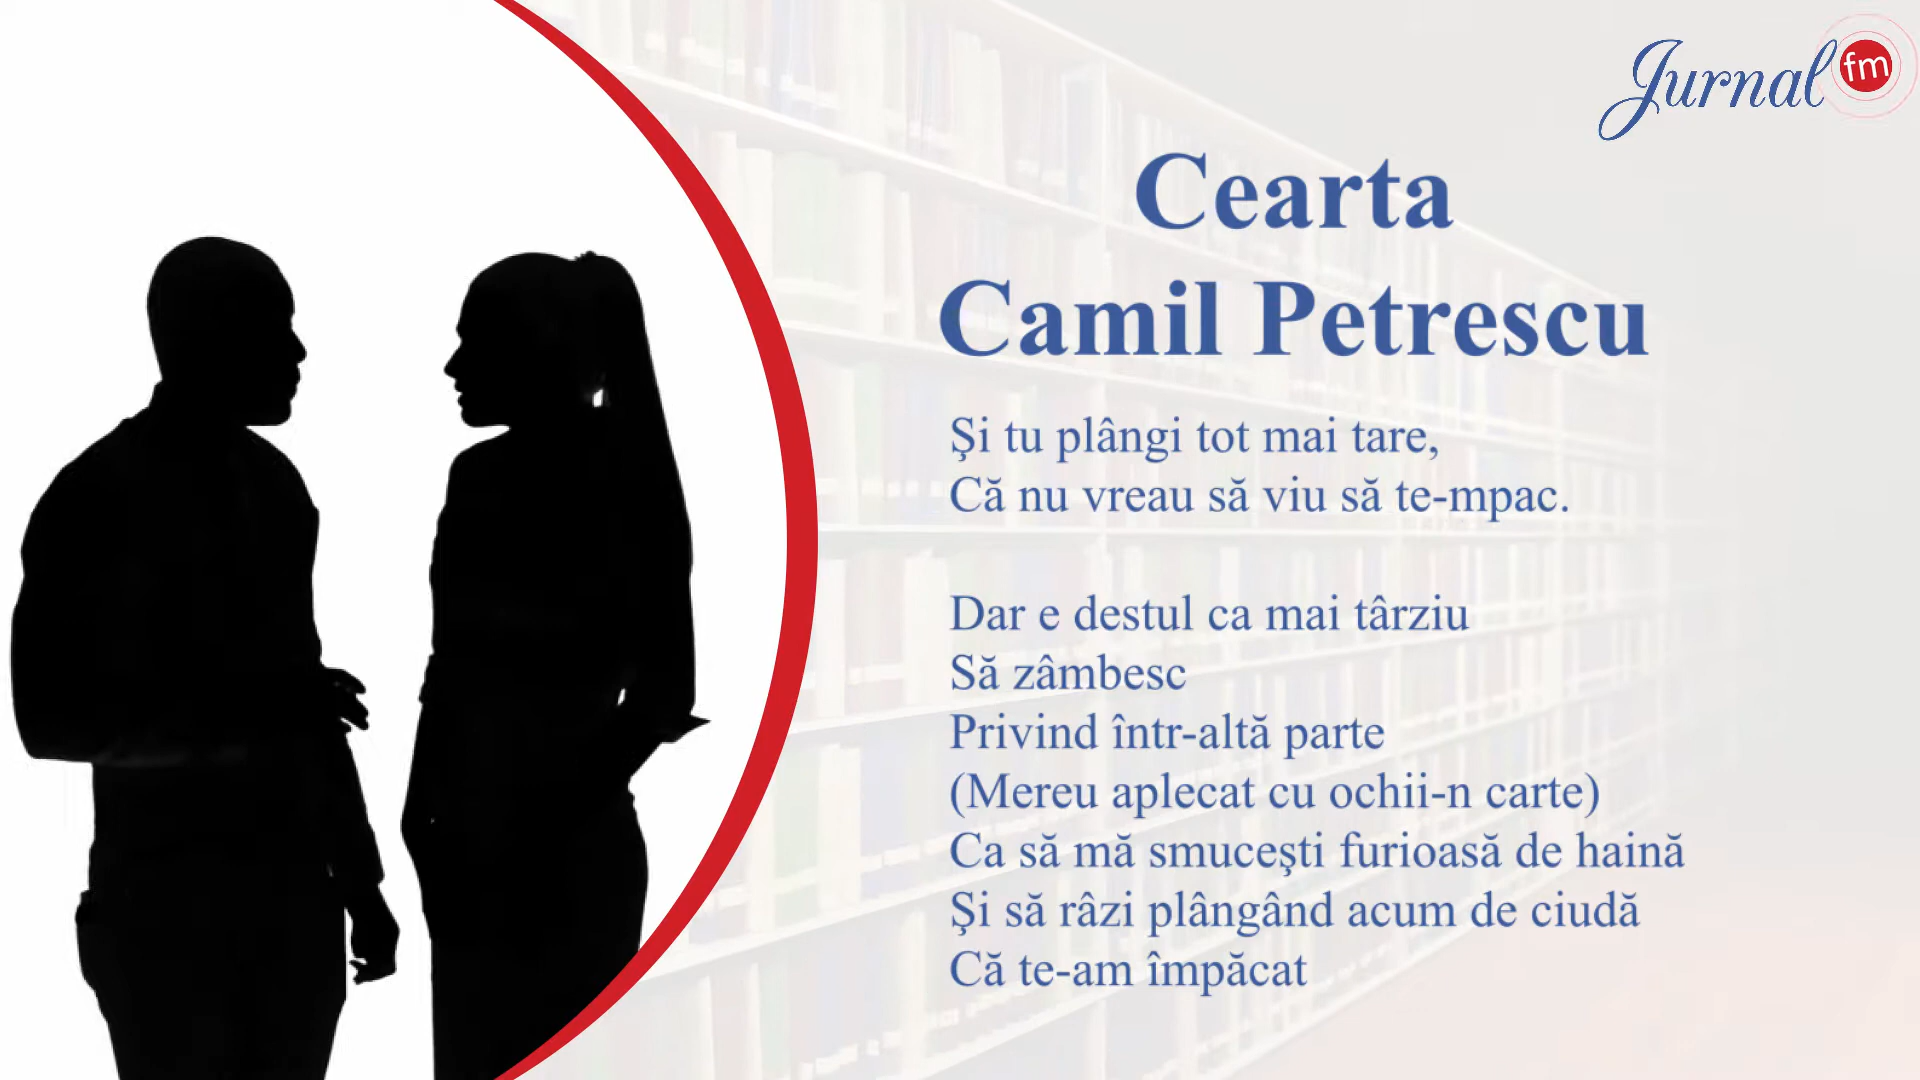 Jurnal fm
Cearta
Camil Petrescu
Şi tu plângi tot mai tare,
Că nu vreau să viu să te-mpac.
Dar e destul ca mai târziu
Să zâmbesc
Privind într-altă parte
(Mereu aplecat cu ochii-n carte)
Ca să mă smuceşti furioasă de haină
Şi să râzi plângând acum de ciudă
Că te-am împăcat